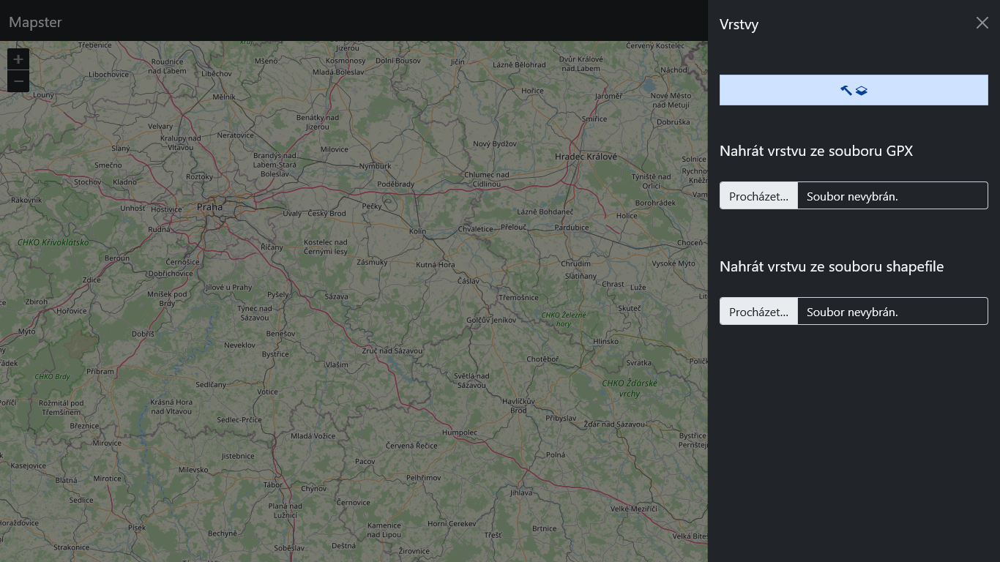 Mapster
Vrstvy
+
−
Nahrát vrstvu ze souboru GPX
Procházet...
Soubor nevybrán.
Nahrát vrstvu ze souboru shapefile
Procházet...
Soubor nevybrán.
Třebenice
Jizerou
Červený Kostelec
Roudnice
nad Labem
Mšeno
Kosmonosy
Dolní Bousov
Jičín
Lázně Bělohrad
Dvůr Králové
nad Labem
Náchod
Libochovice
Liběchov
Mladá Boleslav
Louny
Mělník
Hořice
Jaroměř
Nové Město
nad Metují
Benátky nad
Jizerou
Smiřice
Dobruška
Velvary
Kralupy nad
Vltavou
Neratovice
Nový Bydžov
Slaný
Milovice
Brandýs nad
Labem-Stará
Boleslav
Hradec Králové
Solnice
Smečno
Nymburk
Roztoky
Chlumec nad
Cidlinou
Týniště nad
Orlicí
Stochov
Kladno
Poděbrady
Rakovník
Unhošť
Hostivice
Praha
Úvaly
Český Brod
Pečky
Lázně Bohdaneč
Borohrádek
Holice
Rudná
Kolín
Chvaletice
Přelouč
Pardubice
CHKO Křivoklátsko
Říčany
Kostelec nad
Černými lesy
Choceň
Beroun
Černošice
Zásmuky
Kutná Hora
Chrudim
Vysoké Mýto
Dobřichovice
Zdice
Čáslav
Slatiňany
Jílové u Prahy
Chrast
Luže
Mníšek pod
Brdy
Pyšely
Sázava
Třemošnice
Zbiroh
Hořovice
Týnec nad
Sázavou
Skuteč
CHKO Železné
hory
Golčův Jeníkov
Mýto
Dobříš
Benešov
Neveklov
Hlinsko
Bystřice
Zruč nad Sázavou
Chotěboř
Vlašim
Svratka
Příbram
CHKO Brdy
Světlá nad
Sázavou
Sedlčany
CHKO Žďárské
vrchy
Votice
Rožmitál pod
Třemšínem
Krásná Hora
nad Vltavou
Havlíčkův
Brod
Sedlec-Prčice
Přibyslav
Žďár nad Sázavou
Březnice
Humpolec
Mladá Vožice
Mirovice
Červená Řečice
Jistebnice
Polná
Pacov
Kasejovice
Milevsko
Blatná
Mirotice
Pelhřimov
Tábor
Chýnov
Jihlava
Sedlice
Planá nad
Lužnicí
Černovice
Velké Meziříčí
Horažďovice
Písek
Kamenice
nad Lipou
Horní Cerekev
Brtnice
Bechyně
Třešť
Strakonice
Soběslav
Deštná
Žirovnice